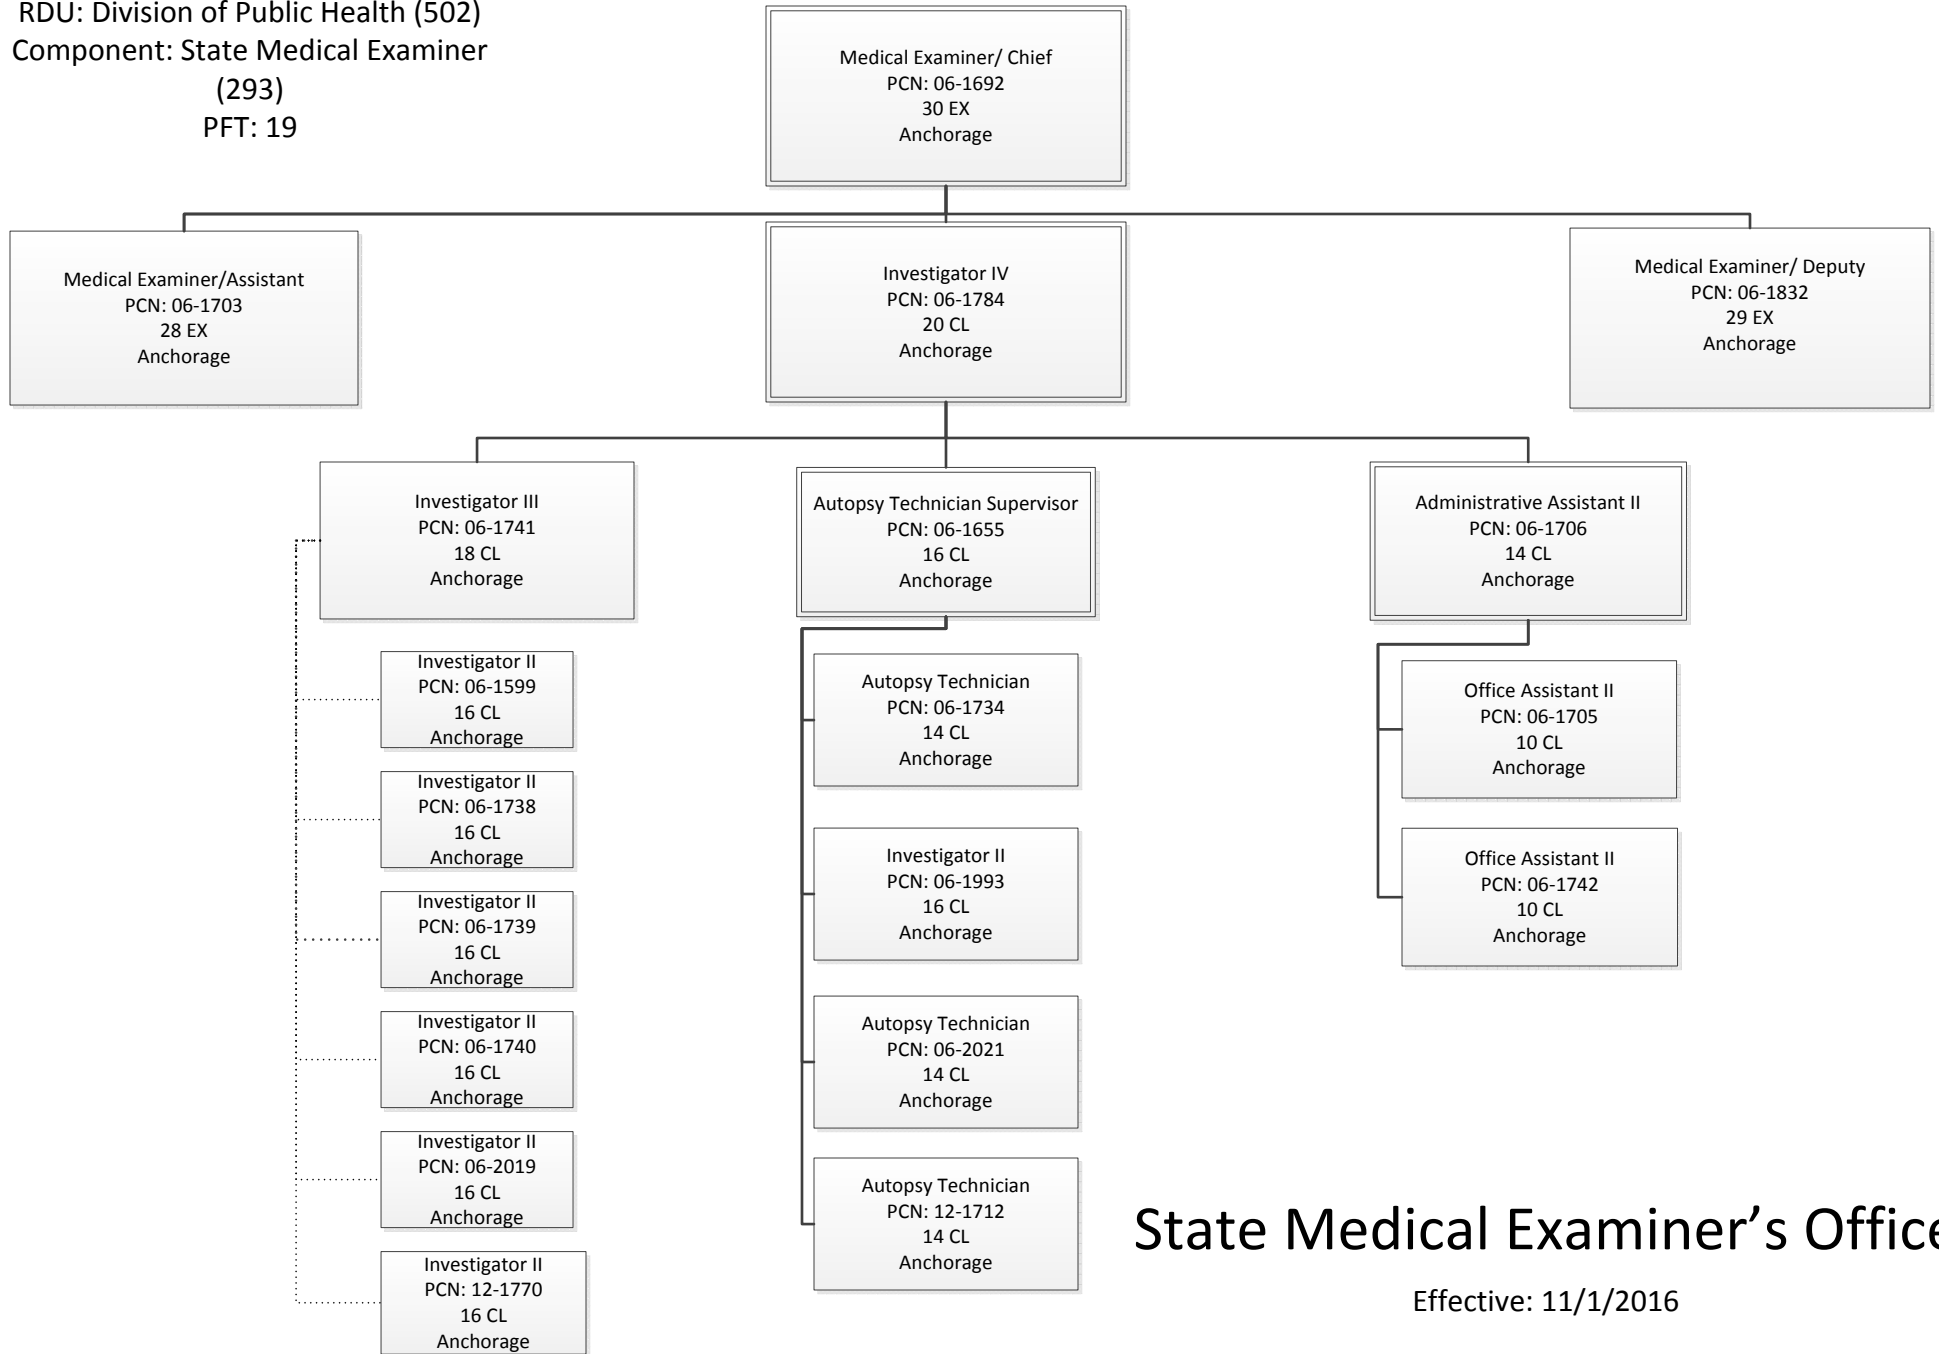 RDU: Division of Public Health (502)
Component: State Medical Examiner
(293)
PFT: 19
Medical Examiner/ Chief
PCN: 06-1692
30 EX
Anchorage
Medical Examiner/Assistant
PCN: 06-1703
28 EX
Anchorage
Investigator IV
PCN: 06-1784
20 CL
Anchorage
Medical Examiner/ Deputy
PCN: 06-1832
29 EX
Anchorage
Investigator III
PCN: 06-1741
18 CL
Anchorage
Autopsy Technician Supervisor
PCN: 06-1655
16 CL
Anchorage
Administrative Assistant II
PCN: 06-1706
14 CL
Anchorage
Investigator II
PCN: 06-1599
16 CL
Anchorage
Investigator II
PCN: 06-1738
16 CL
Anchorage
Investigator II
PCN: 06-1739
16 CL
Anchorage
Investigator II
PCN: 06-1740
16 CL
Anchorage
Investigator II
PCN: 06-2019
16 CL
Anchorage
Investigator II
PCN: 12-1770
16 CL
Anchorage
Autopsy Technician
PCN: 06-1734
14 CL
Anchorage
Investigator II
PCN: 06-1993
16 CL
Anchorage
Autopsy Technician
PCN: 06-2021
14 CL
Anchorage
Autopsy Technician
PCN: 12-1712
14 CL
Anchorage
Office Assistant II
PCN: 06-1705
10 CL
Anchorage
Office Assistant II
PCN: 06-1742
10 CL
Anchorage
State Medical Examiner’s Office
Effective: 11/1/2016